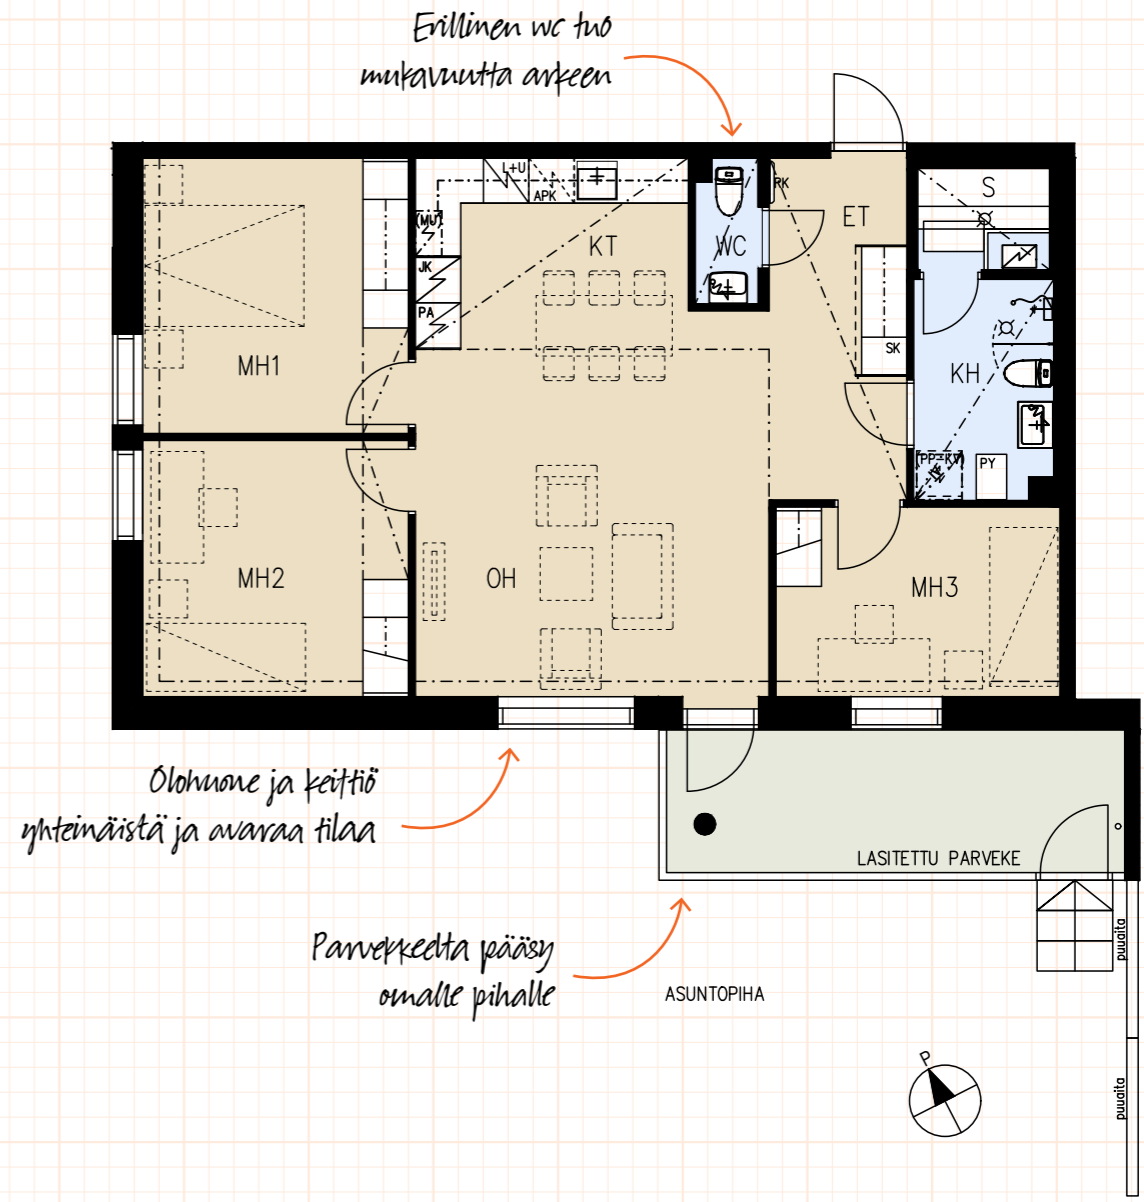 Erillinen wc tuo
mukavuutta arkeen
L+U
APK
RK
S
ET
(MU)
KT
WC
JK
PA
SK
MH1
KH
PP-KV
PY
MH2
OH
MH3
Olohuone ja keittiö
yhteinäistä ja avaraa tilaa
LASITETTU PARVEKE
Parvekkeelta pääsy
omalle pihalle
ASUNTOPIHA
puuaita
P
puuaita